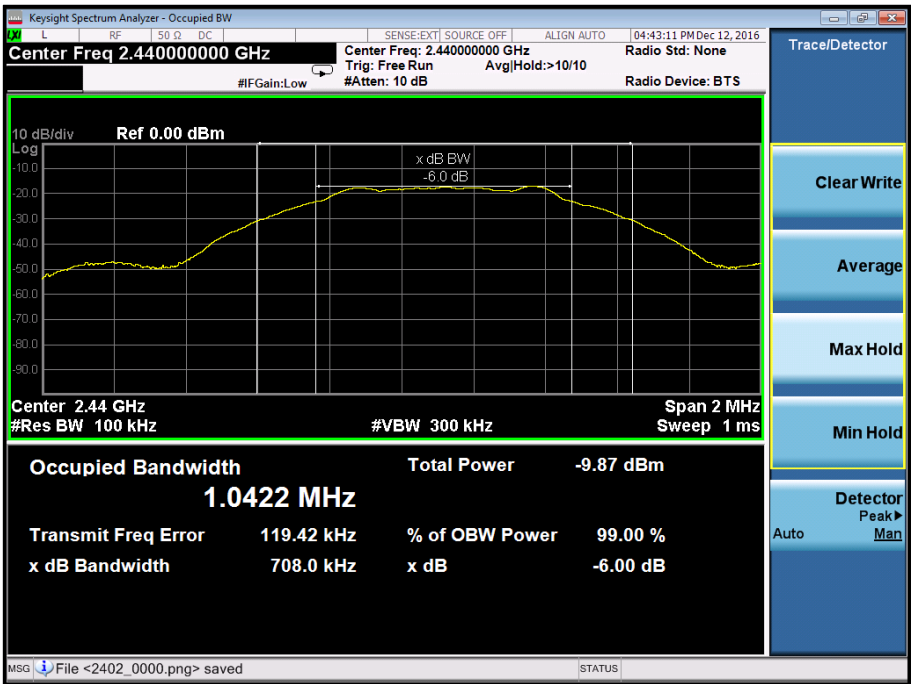 Keysight Spectrum Analyzer - Occupied BW
LXI L RF 50 Ω DC SENSE:EXT SOURCE OFF ALIGN AUTO 04:43:11 PM Dec 12, 2016
Center Freq 2.440000000 GHz
Center Freq: 2.440000000 GHz Radio Std: None
Trig: Free Run Avg|Hold:>10/10
#IFGain:Low #Atten: 10 dB Radio Device: BTS
10 dB/div Ref 0.00 dBm
Log
-10.0
-20.0
-30.0
-40.0
-50.0
-60.0
-70.0
-80.0
-90.0
x dB BW
-6.0 dB
Center 2.44 GHz Span 2 MHz
#Res BW 100 kHz #VBW 300 kHz Sweep 1 ms
Occupied Bandwidth Total Power -9.87 dBm
1.0422 MHz
Transmit Freq Error 119.42 kHz % of OBW Power 99.00 %
x dB Bandwidth 708.0 kHz x dB -6.00 dB
Trace/Detector
Clear Write
Average
Max Hold
Min Hold
Detector
Peak▶
Auto Man
MSG File <2402_0000.png> saved STATUS